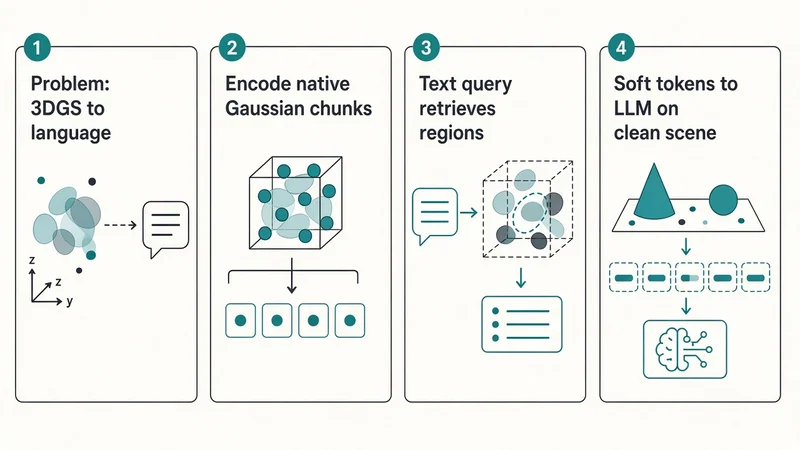 1
Problem:
3DGS to
language
z
z
y
2
Encode native
Gaussian chunks
3
Text query
retrieves
regions
4
Soft tokens to
LLM on
clean scene